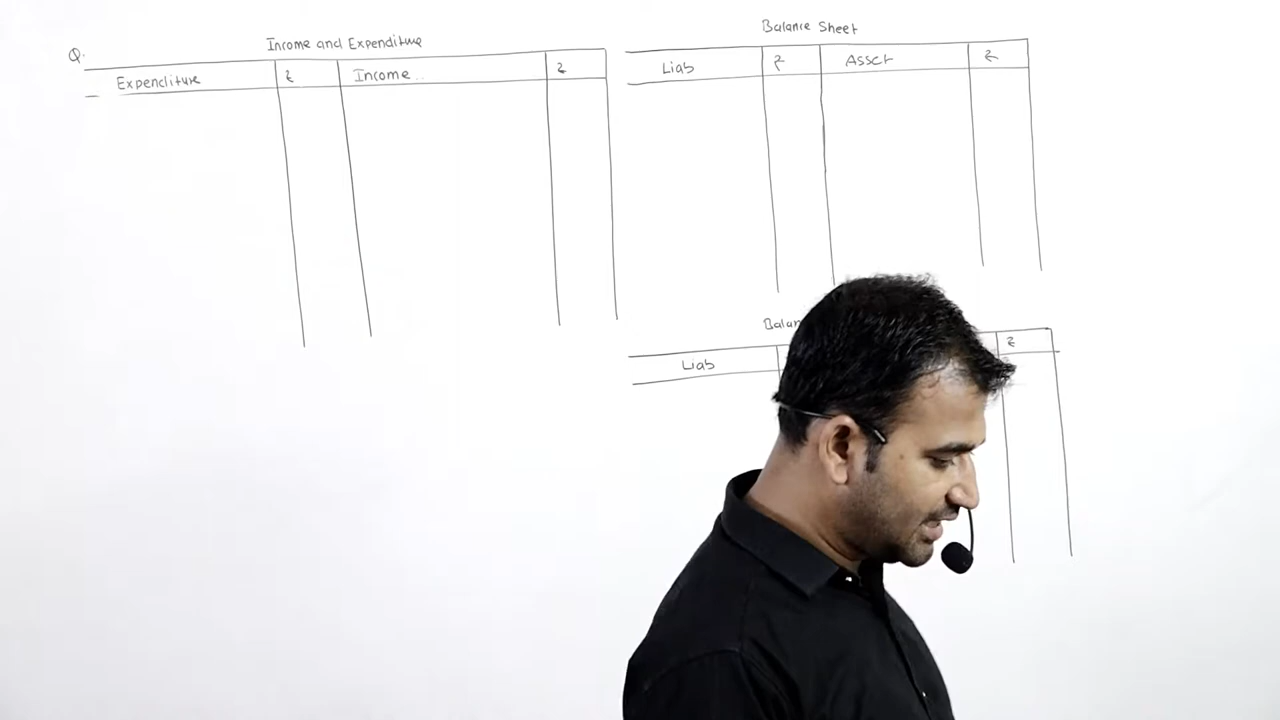 Q.
Income and Expenditure
Expenditure ₹ Income.. ₹
Balance Sheet
Liab ₹ Asset ₹
Liab ₹